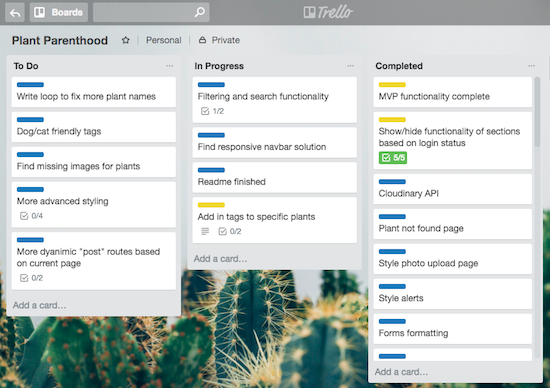 Boards
Trello
Plant Parenthood
Personal
Private
To Do
...
Write loop to fix more plant names
Dog/cat friendly tags
Find missing images for plants
More advanced styling
0/4
More dyanimic "post" routes based
on current page
0/2
Add a card...
In Progress
...
Filtering and search functionality
1/2
Find responsive navbar solution
Readme finished
Add in tags to specific plants
0/2
Add a card...
Completed
...
MVP functionality complete
Show/hide functionality of sections
based on login status
5/5
Cloudinary API
Plant not found page
Style photo upload page
Style alerts
Forms formatting
Add a card...